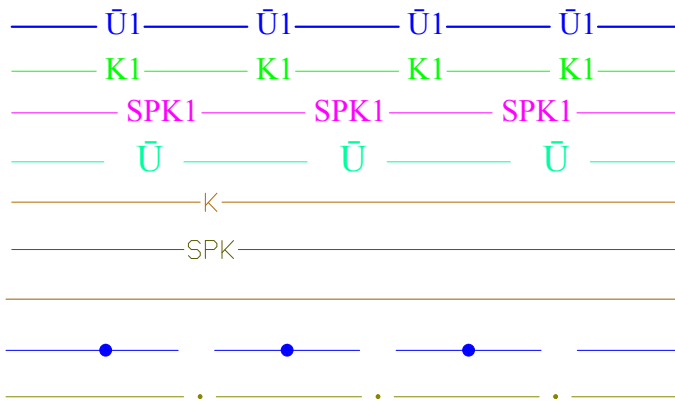 Ū1 Ū1 Ū1 Ū1
K1 K1 K1 K1
SPK1 SPK1 SPK1
Ū Ū Ū
K
SPK